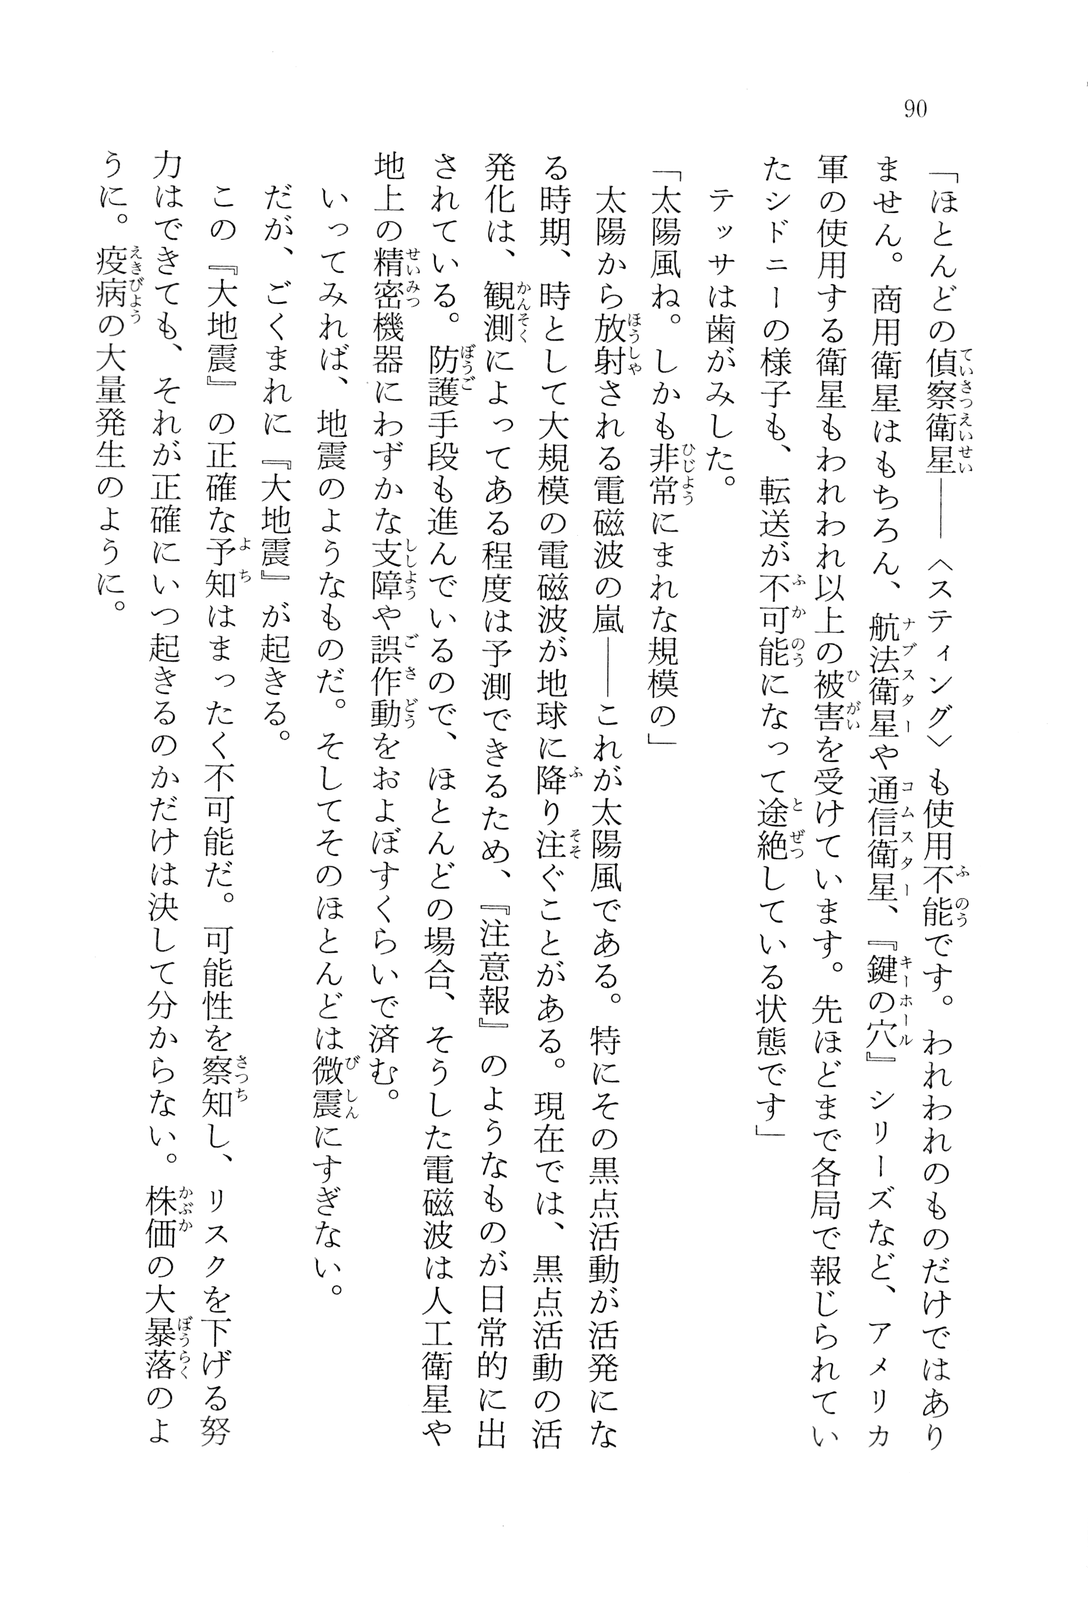 90
「ほとんどの偵察衛星――〈スティング〉も使用不能です。われわれのものだけではあり
ません。商用衛星はもちろん、航法衛星や通信衛星、『鍵の穴』シリーズなど、アメリカ
軍の使用する衛星もわれわれ以上の被害を受けています。先ほどまで各局で報じられてい
たシドニーの様子も、転送が不可能になって途絶している状態です」
テッサは歯がみした。
「太陽風ね。しかも非常にまれな規模の」
太陽から放射される電磁波の嵐――これが太陽風である。特にその黒点活動が活発にな
る時期、時として大規模の電磁波が地球に降り注ぐことがある。現在では、黒点活動の活
発化は、観測によってある程度は予測できるため、『注意報』のようなものが日常的に出
されている。防護手段も進んでいるので、ほとんどの場合、そうした電磁波は人工衛星や
地上の精密機器にわずかな支障や誤作動をおよぼすくらいで済む。
いってみれば、地震のようなものだ。そしてそのほとんどは微震にすぎない。
だが、ごくまれに『大地震』が起きる。
この『大地震』の正確な予知はまったく不可能だ。可能性を察知し、リスクを下げる努
力はできても、それが正確にいつ起きるのかだけは決して分からない。株価の大暴落のよ
うに。疫病の大量発生のように。